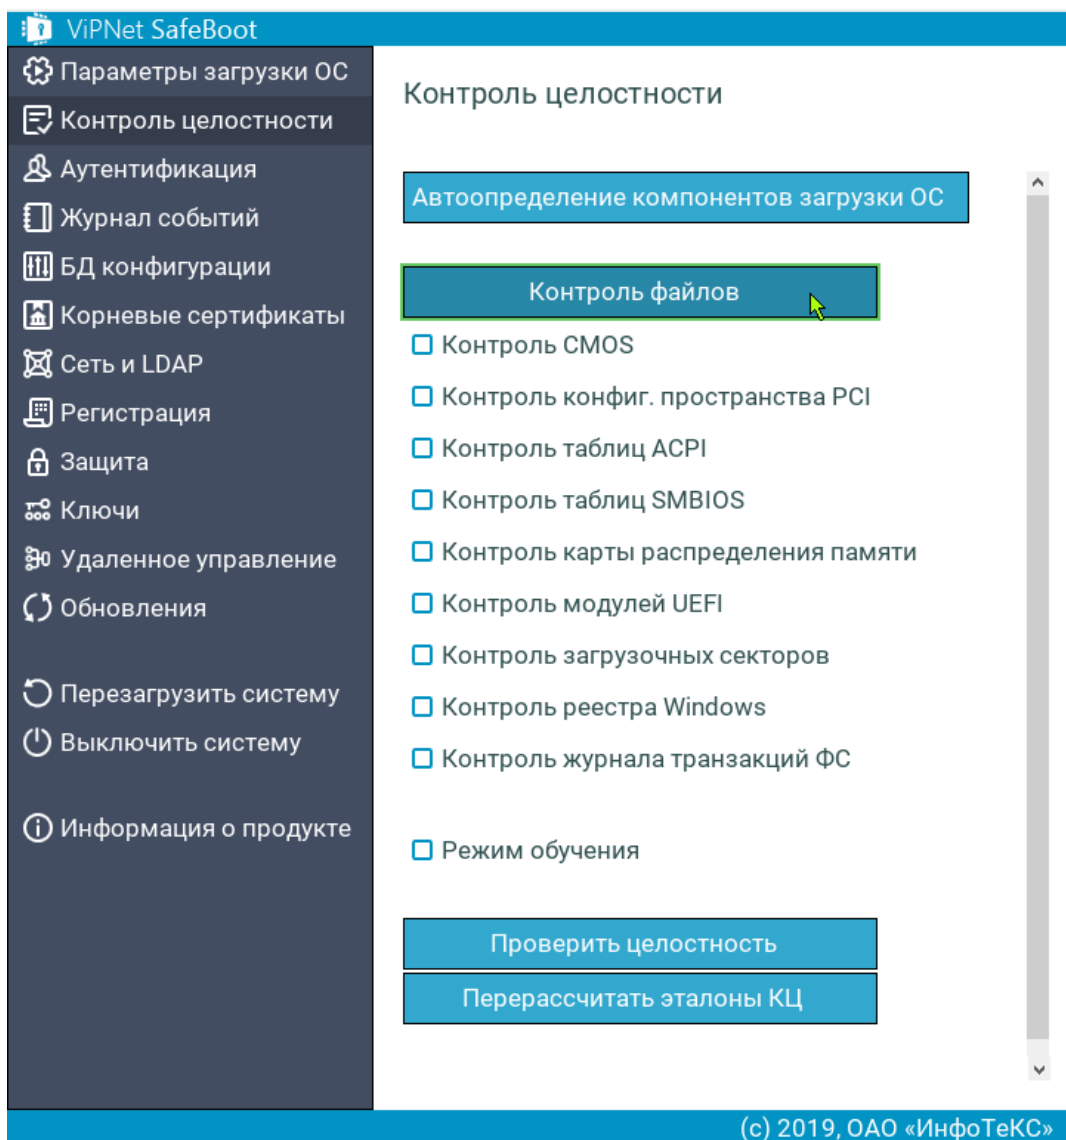 ViPNet SafeBoot
Параметры загрузки ОС
Контроль целостности
Аутентификация
Журнал событий
БД конфигурации
Корневые сертификаты
Сеть и LDAP
Регистрация
Защита
Ключи
Удаленное управление
Обновления
Перезагрузить систему
Выключить систему
Информация о продукте
Контроль целостности
Автоопределение компонентов загрузки ОС
Контроль файлов
Контроль CMOS
Контроль конфиг. пространства PCI
Контроль таблиц ACPI
Контроль таблиц SMBIOS
Контроль карты распределения памяти
Контроль модулей UEFI
Контроль загрузочных секторов
Контроль реестра Windows
Контроль журнала транзакций ФС
Режим обучения
Проверить целостность
Перерассчитать эталоны КЦ
(c) 2019, ОАО «ИнфоТеКС»